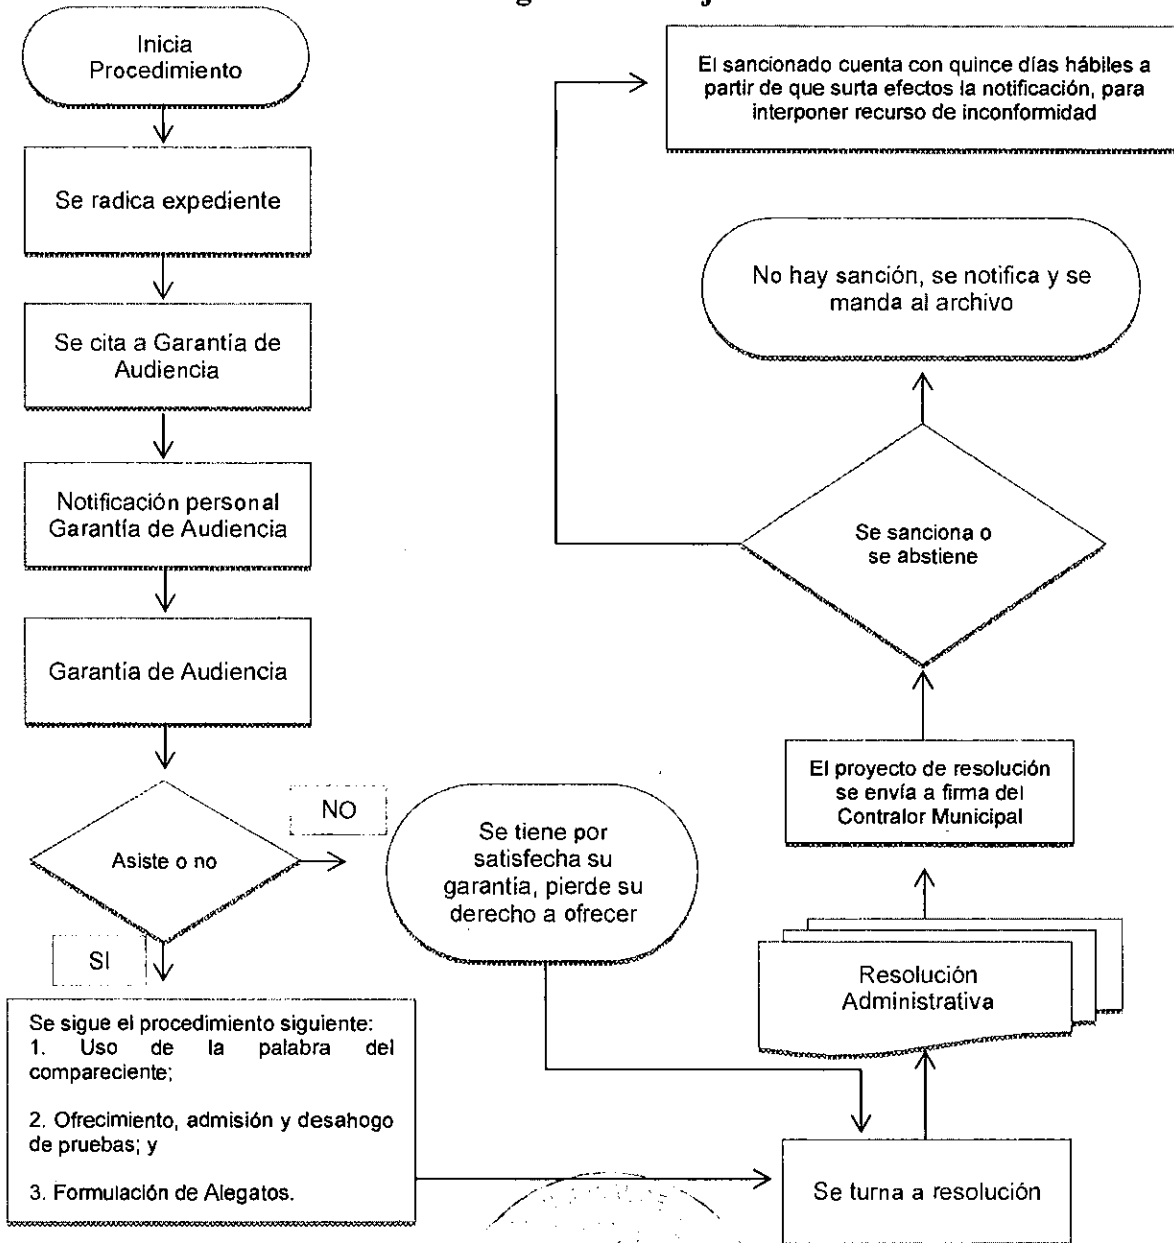 Inicia
Procedimiento
Se radica expediente
Se cita a Garantía de
Audiencia
Notificación personal
Garantía de Audiencia
Garantía de Audiencia
Asiste o no
NO
SI
Se tiene por
satisfecha su
garantía, pierde su
derecho a ofrecer
Se sigue el procedimiento siguiente:
1. Uso de la palabra del
compareciente;
2. Ofrecimiento, admisión y desahogo
de pruebas; y
3. Formulación de Alegatos.
Se turna a resolución
Resolución
Administrativa
El proyecto de resolución
se envía a firma del
Contralor Municipal
Se sanciona o
se abstiene
No hay sanción, se notifica y se
manda al archivo
El sancionado cuenta con quince días hábiles a
partir de que surta efectos la notificación, para
interponer recurso de inconformidad